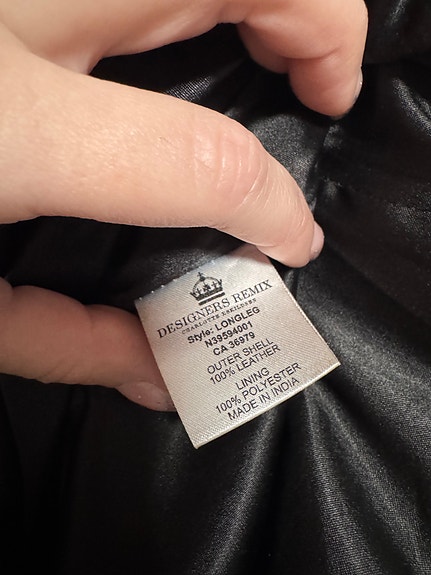 DESIGNERS REMIX
CHARLOTTE ESKILDSEN
Style: LONGLEG
N39594001
CA 36979
OUTER SHELL
100% LEATHER
LINING
100% POLYESTER
MADE IN INDIA